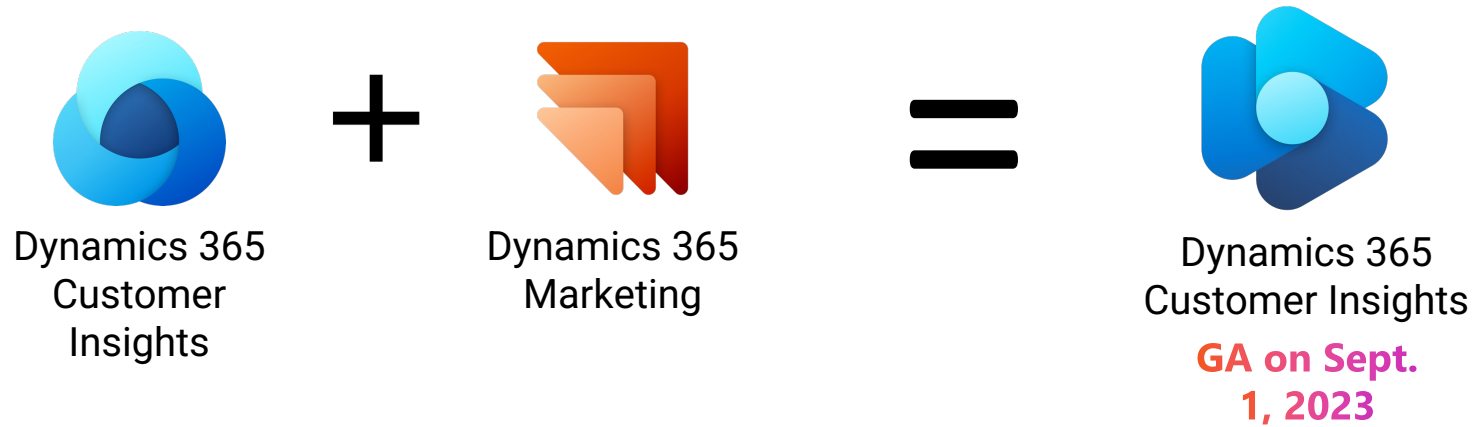 Dynamics 365
Customer
Insights
+
Dynamics 365
Marketing
=
Dynamics 365
Customer Insights
GA on Sept.
1, 2023